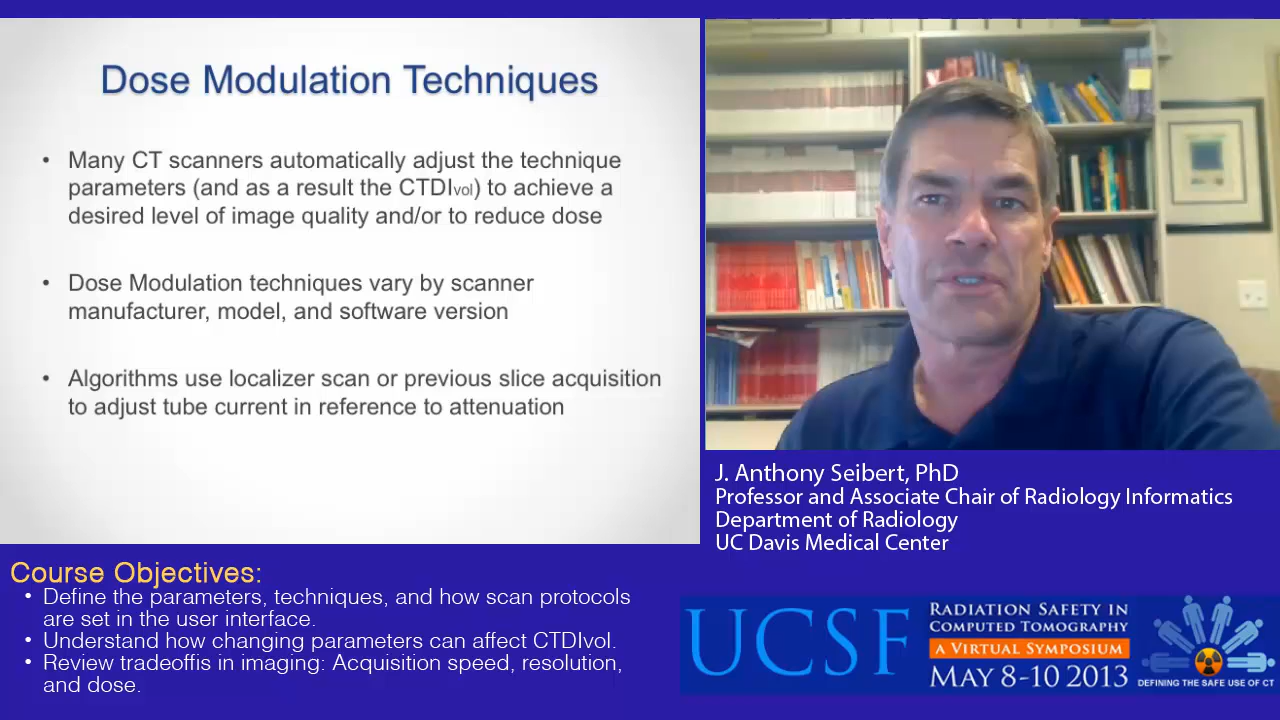 Dose Modulation Techniques
• Many CT scanners automatically adjust the technique
parameters (and as a result the CTDIvol) to achieve a
desired level of image quality and/or to reduce dose
• Dose Modulation techniques vary by scanner
manufacturer, model, and software version
• Algorithms use localizer scan or previous slice acquisition
to adjust tube current in reference to attenuation
J. Anthony Seibert, PhD
Professor and Associate Chair of Radiology Informatics
Department of Radiology
UC Davis Medical Center
Course Objectives:
• Define the parameters, techniques, and how scan protocols
are set in the user interface.
• Understand how changing parameters can affect CTDIvol.
• Review tradeoffis in imaging: Acquisition speed, resolution,
and dose.
UCSF
RADIATION SAFETY IN
COMPUTED TOMOGRAPHY
A VIRTUAL SYMPOSIUM
MAY 8-10 2013
DEFINING THE SAFE USE OF CT